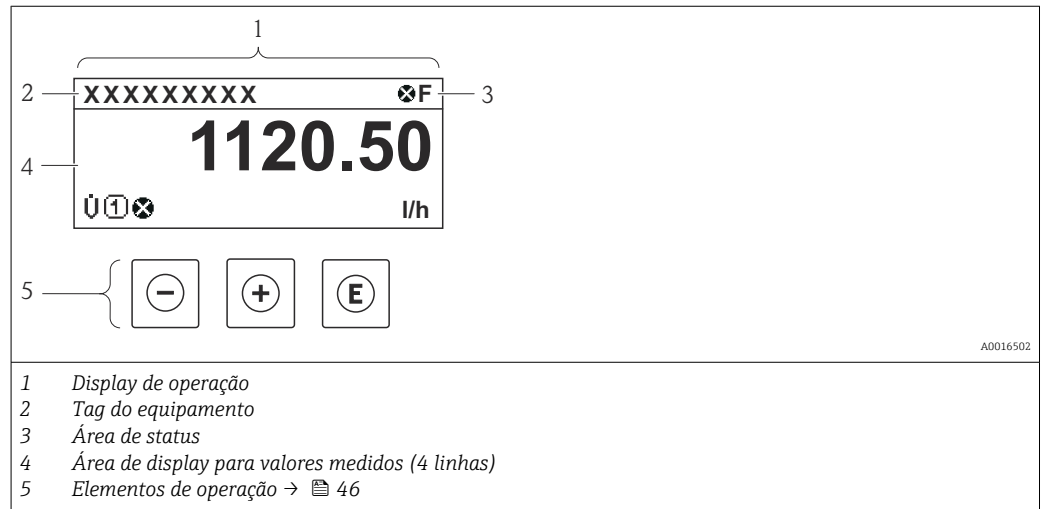 1
2 XXXXXXXXX F 3
1120.50
4
U̇ 1 l/h
5 − + E
A0016502
1 Display de operação
2 Tag do equipamento
3 Área de status
4 Área de display para valores medidos (4 linhas)
5 Elementos de operação → 46